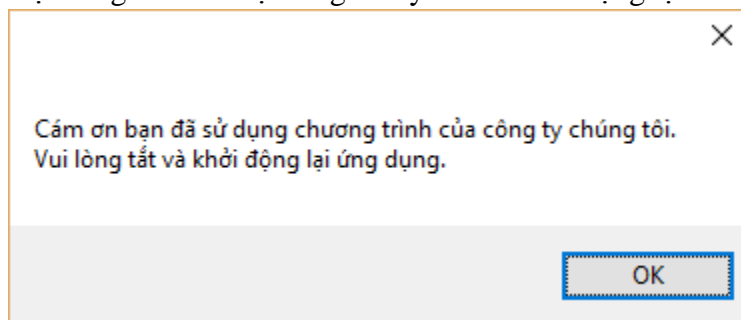 Cám ơn bạn đã sử dụng chương trình của công ty chúng tôi.
Vui lòng tắt và khởi động lại ứng dụng.
OK